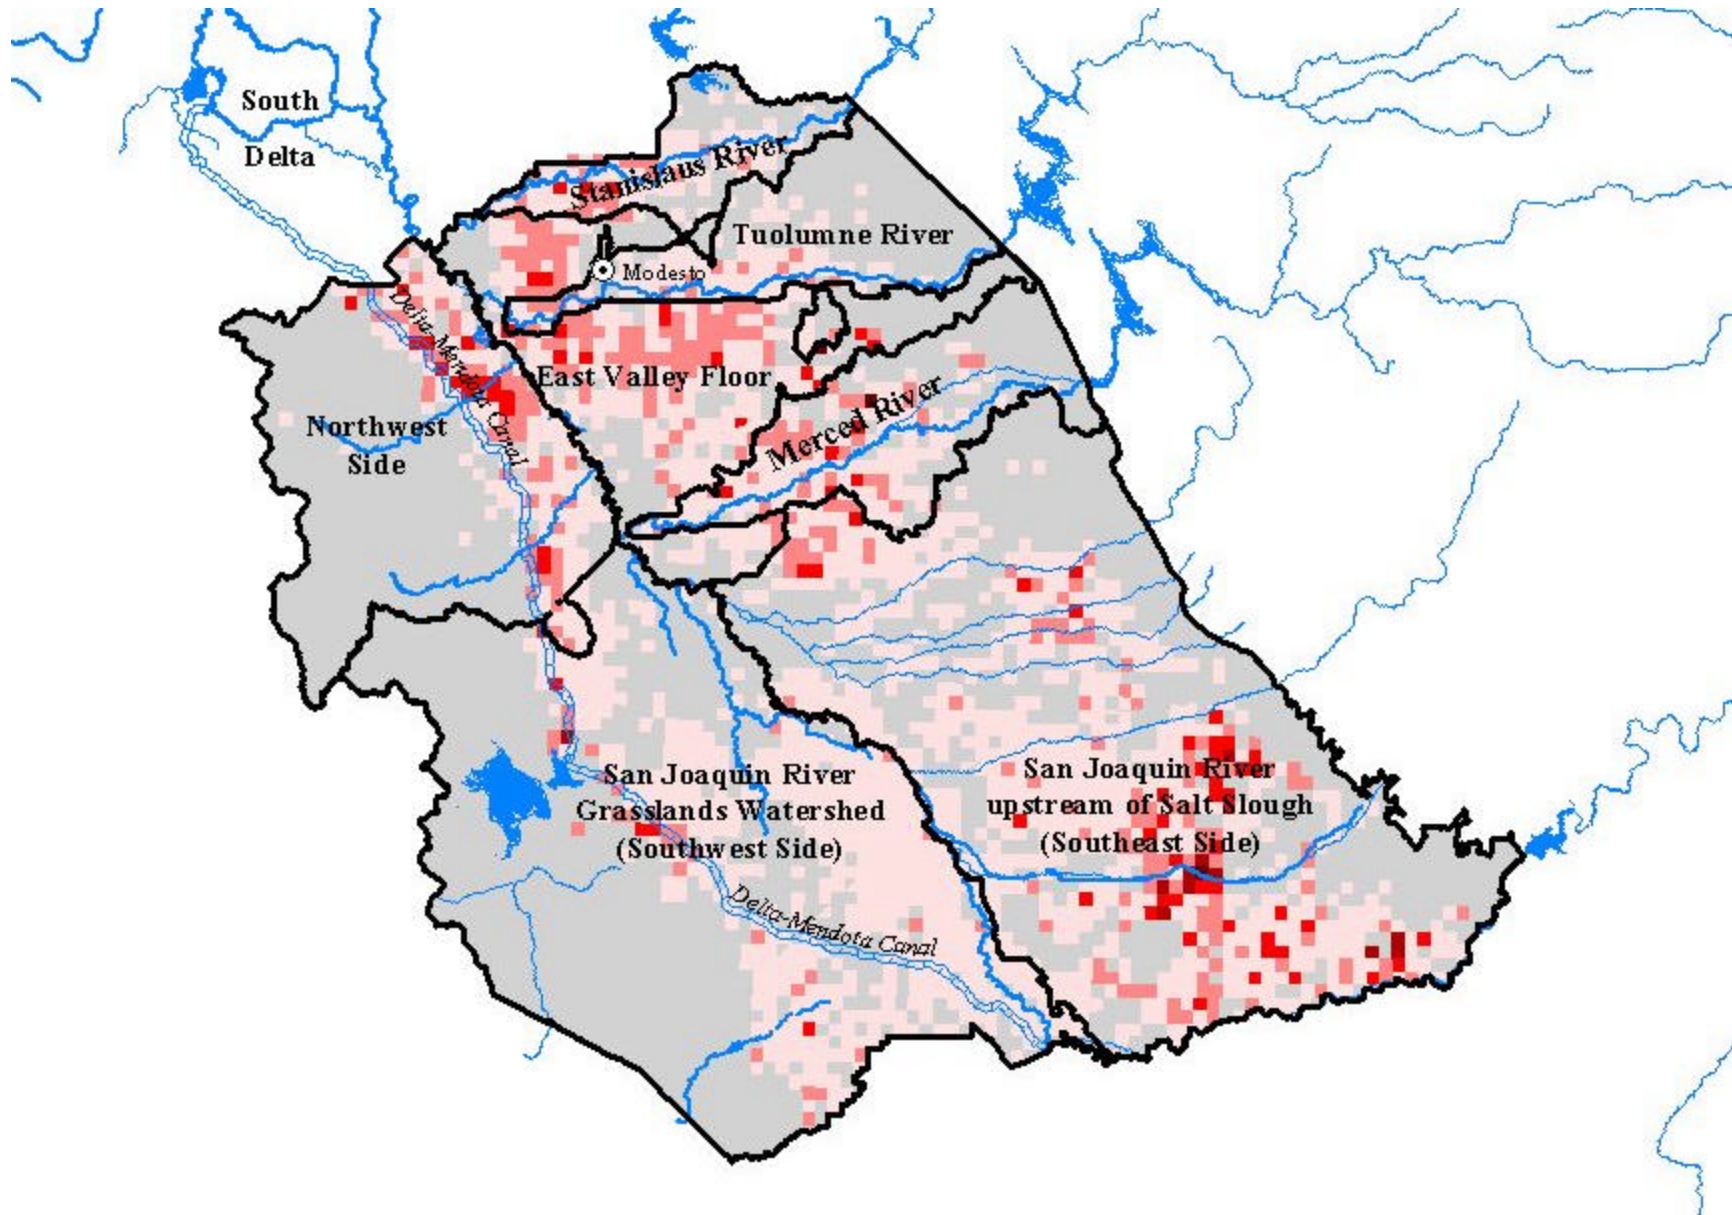 South
Delta
Stanislaus River
Tuolumne River
Modesto
Delta-Mendota Canal
East Valley Floor
Merced River
Northwest
Side
San Joaquin River
Grasslands Watershed
(Southwest Side)
San Joaquin River
upstream of Salt Slough
(Southeast Side)
Delta-Mendota Canal